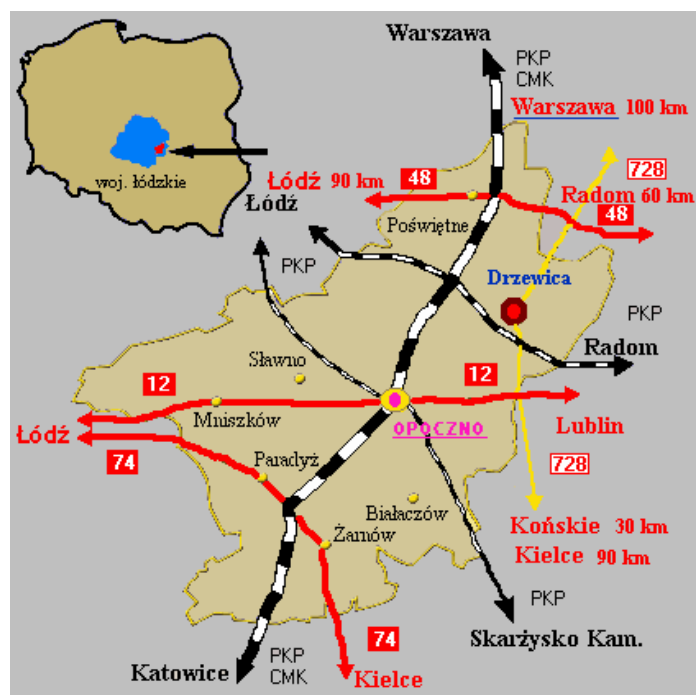 Warszawa
PKP
CMK
Warszawa 100 km
woj. łódzkie
Łódź 90 km
48
728
Radom 60 km
48
Łódź
Poświętne
PKP
Drzewica
PKP
Radom
Sławno
12
12
Mniszków
OPOCZNO
Lublin
Łódź
74
Paradyż
728
Białaczów
Końskie 30 km
Żarnów
Kielce 90 km
PKP
74
Skarżysko Kam.
Katowice
PKP
CMK
Kielce